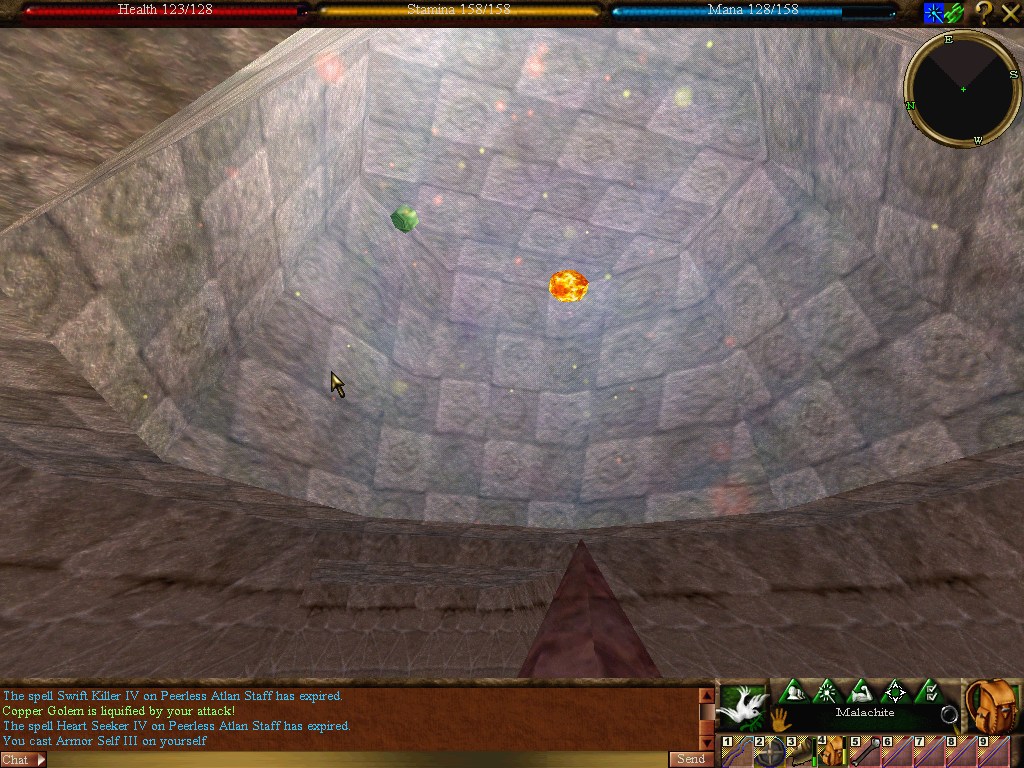 Health 123/128
Stamina 158/158
Mana 128/158
?
E
S
N
W
The spell Swift Killer IV on Peerless Atlan Staff has expired.
Copper Golem is liquified by your attack!
The spell Heart Seeker IV on Peerless Atlan Staff has expired.
You cast Armor Self III on yourself
Malachite
1 2 3 4 5 6 7 8 9
Chat
Send